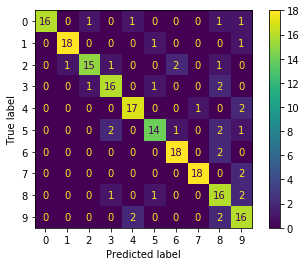 0 16 0 1 0 1 0 0 0 1 1
1 0 18 0 0 0 1 0 0 0 1
2 0 1 15 1 0 0 2 0 1 0
3 0 0 1 16 0 1 0 0 2 0
4 0 0 0 0 17 0 0 1 0 2
5 0 0 0 2 0 14 1 0 2 1
6 0 0 0 0 0 0 18 0 2 0
7 0 0 0 0 0 0 0 18 0 2
8 0 0 0 1 0 1 0 0 16 2
9 0 0 0 0 2 0 0 0 2 16
0 1 2 3 4 5 6 7 8 9
True label
Predicted label
18
16
14
12
10
8
6
4
2
0